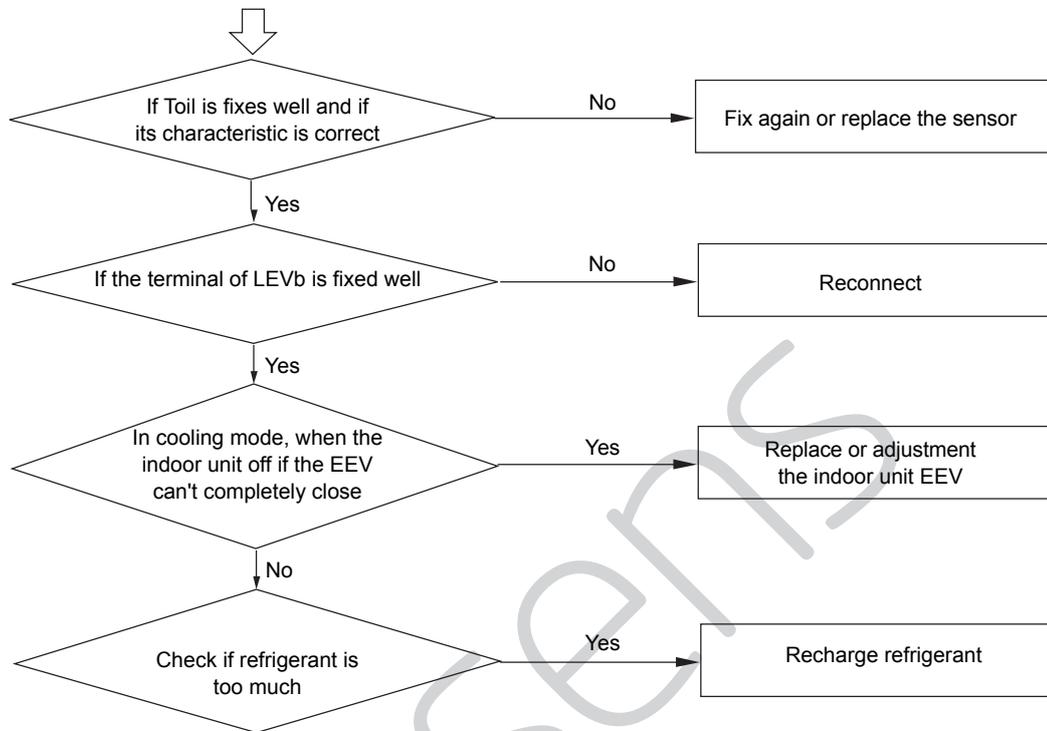 If Toil is fixes well and if
its characteristic is correct
No
Fix again or replace the sensor
Yes
If the terminal of LEVb is fixed well
No
Reconnect
Yes
In cooling mode, when the
indoor unit off if the EEV
can't completely close
Yes
Replace or adjustment
the indoor unit EEV
No
Check if refrigerant is
too much
Yes
Recharge refrigerant
sens